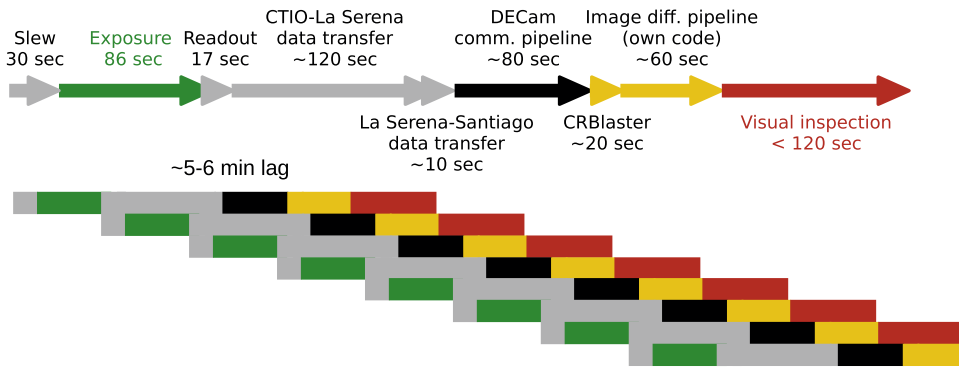 Slew
30 sec
Exposure
86 sec
Readout
17 sec
CTIO-La Serena
data transfer
~120 sec
DECam
comm. pipeline
~80 sec
Image diff. pipeline
(own code)
~60 sec
La Serena-Santiago
data transfer
~10 sec
CRBlaster
~20 sec
Visual inspection
< 120 sec
~5-6 min lag